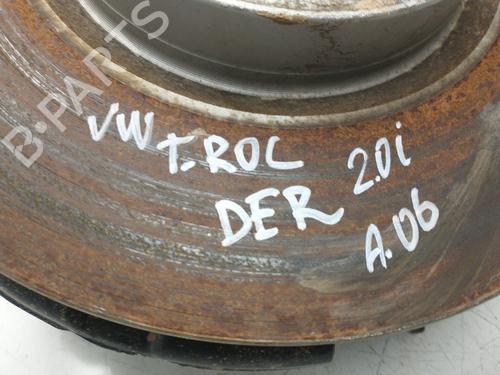 B-PARTS
VW T-ROC 2.0i
DER A.06